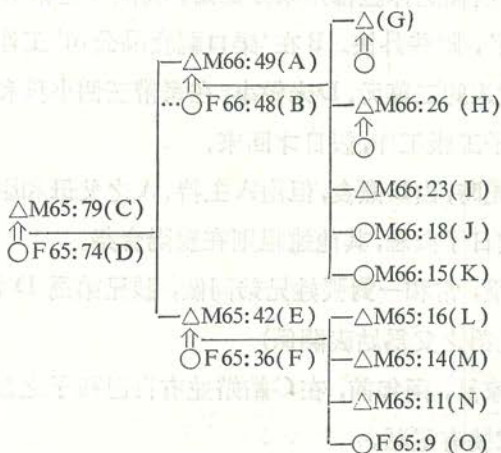 △(G)
△M66:49(A)
○
○F66:48(B)
△M66:26 (H)
○
△M66:23(I)
△M65:79(C)
○M66:18(J)
○F65:74(D)
○M66:15(K)
△M65:42(E)
△M65:16(L)
○F65:36(F)
△M65:14(M)
△M65:11(N)
○F65:9 (O)